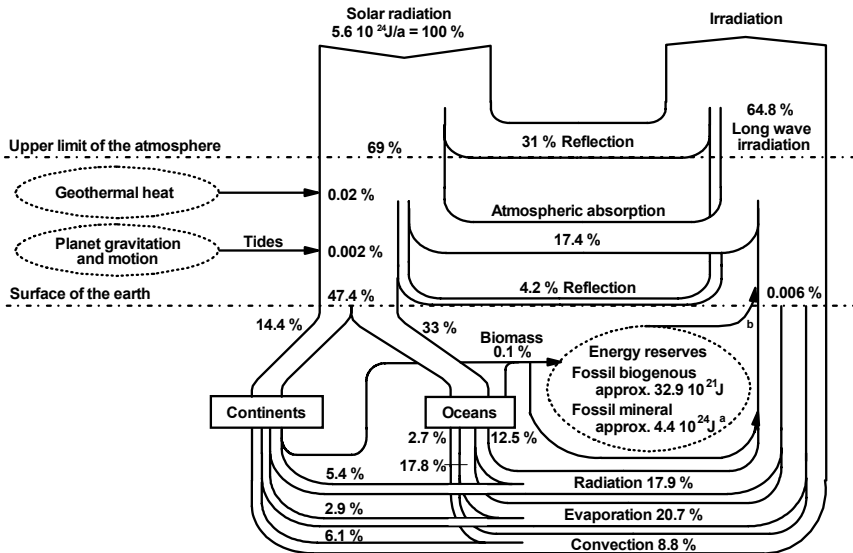 Solar radiation
5.6 10 24J/a = 100 %
Irradiation
64.8 %
Long wave
irradiation
31 % Reflection
Upper limit of the atmosphere
69 %
Geothermal heat
0.02 %
Atmospheric absorption
17.4 %
Planet gravitation
and motion
Tides
0.002 %
4.2 % Reflection
Surface of the earth
47.4 %
0.006 %
14.4 %
33 %
b
Biomass
0.1 %
Energy reserves
Fossil biogenous
approx. 32.9 10 21J
Fossil mineral
approx. 4.4 10 24J a
Continents
Oceans
2.7 %
12.5 %
17.8 %
5.4 %
Radiation 17.9 %
2.9 %
Evaporation 20.7 %
6.1 %
Convection 8.8 %